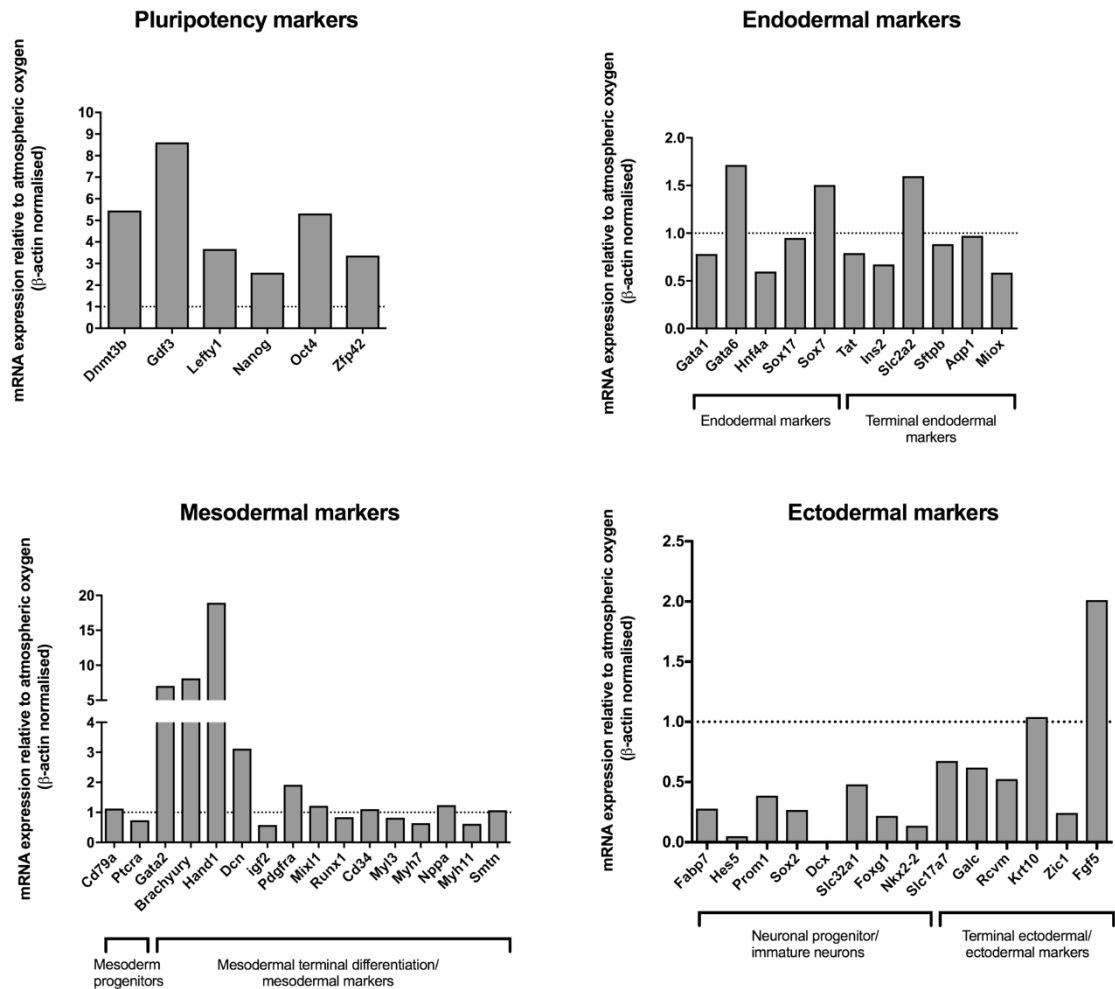 Pluripotency markers
mRNA expression relative to atmospheric oxygen
(β-actin normalised)
10
9
8
7
6
5
4
3
2
1
0
Dnmt3b
Gdf3
Lefty1
Nanog
Oct4
Zfp42
Endodermal markers
mRNA expression relative to atmospheric oxygen
(β-actin normalised)
2.0
1.5
1.0
0.5
0.0
Gata1
Gata6
Hnf4a
Sox17
Sox7
Tat
Ins2
Slc2a2
Sftpb
Aqp1
Miox
Endodermal markers
Terminal endodermal
markers
Mesodermal markers
mRNA expression relative to atmospheric oxygen
(β-actin normalised)
20
15
10
5
4
3
2
1
0
Cd79a
Ptcra
Gata2
Brachyury
Hand1
Dcn
igf2
Pdgfra
Mixl1
Runx1
Cd34
Myl3
Myh7
Nppa
Myh11
Smtn
Mesoderm
progenitors
Mesodermal terminal differentiation/
mesodermal markers
Ectodermal markers
mRNA expression relative to atmospheric oxygen
(β-actin normalised)
2.5
2.0
1.5
1.0
0.5
0.0
Fabp7
Hes5
Prom1
Sox2
Dcx
Slc32a1
Foxg1
Nkx2-2
Slc17a7
Galc
Rcvm
Krt10
Zic1
Fgf5
Neuronal progenitor/
immature neurons
Terminal ectodermal/
ectodermal markers